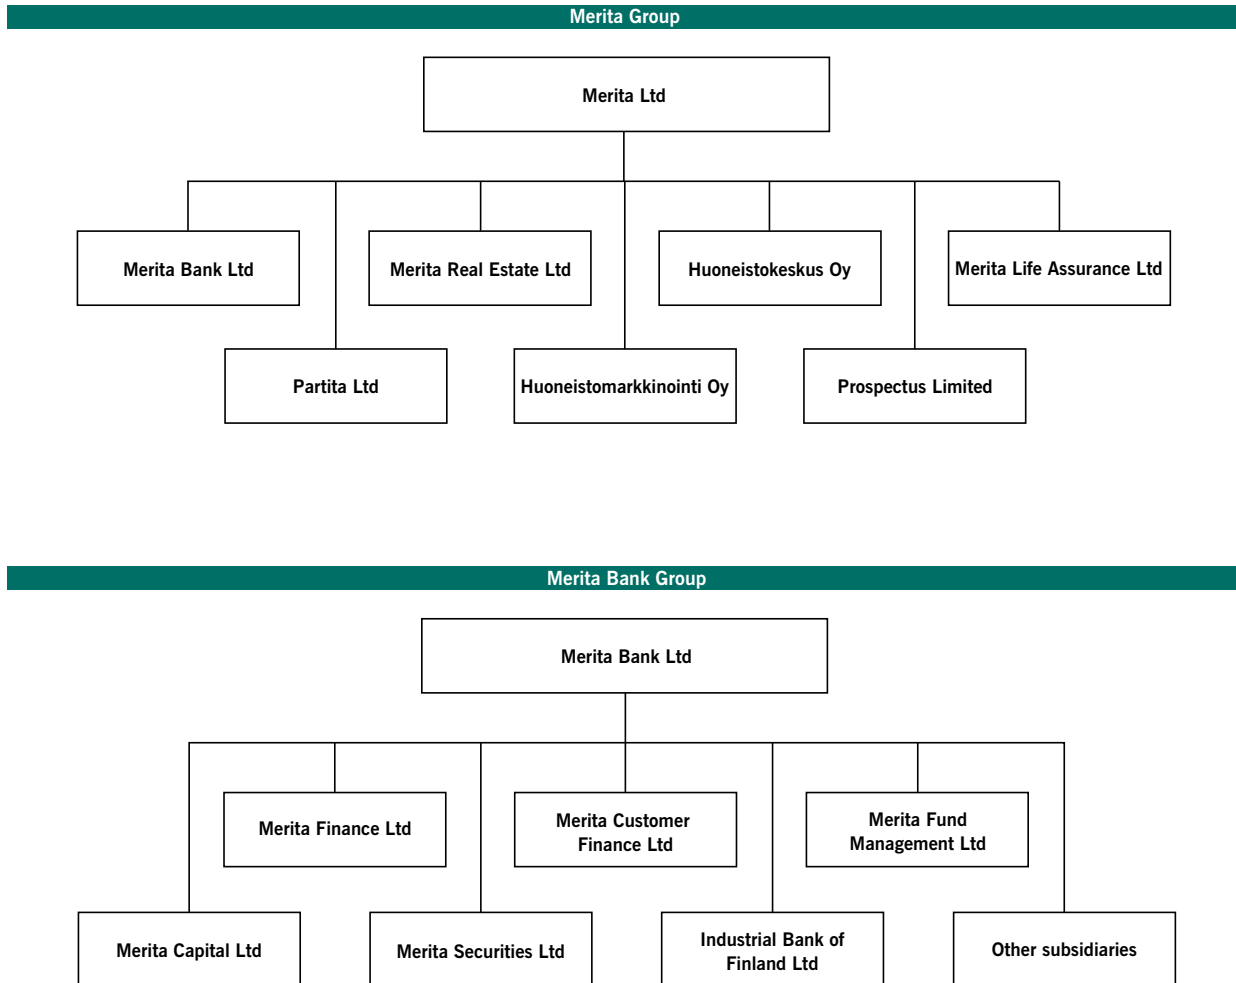 Merita Group
Merita Ltd
Merita Bank Ltd
Merita Real Estate Ltd
Huoneistokeskus Oy
Merita Life Assurance Ltd
Partita Ltd
Huoneistomarkkinointi Oy
Prospectus Limited
Merita Bank Group
Merita Bank Ltd
Merita Finance Ltd
Merita Customer
Finance Ltd
Merita Fund
Management Ltd
Merita Capital Ltd
Merita Securities Ltd
Industrial Bank of
Finland Ltd
Other subsidiaries